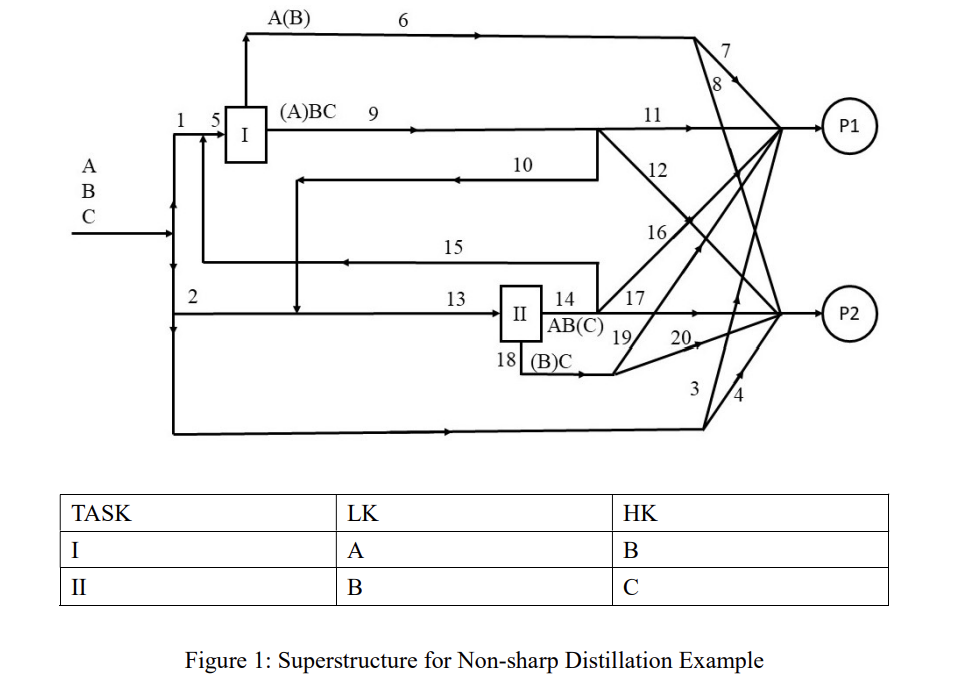 A(B) 6
7
8
1 5 I (A)BC 9 11 P1
A
B
C
10 12
15 16
2 13 II 14 17 P2
AB(C)
19 20
18 (B)C
3 4
TASK LK HK
I A B
II B C
Figure 1: Superstructure for Non-sharp Distillation Example